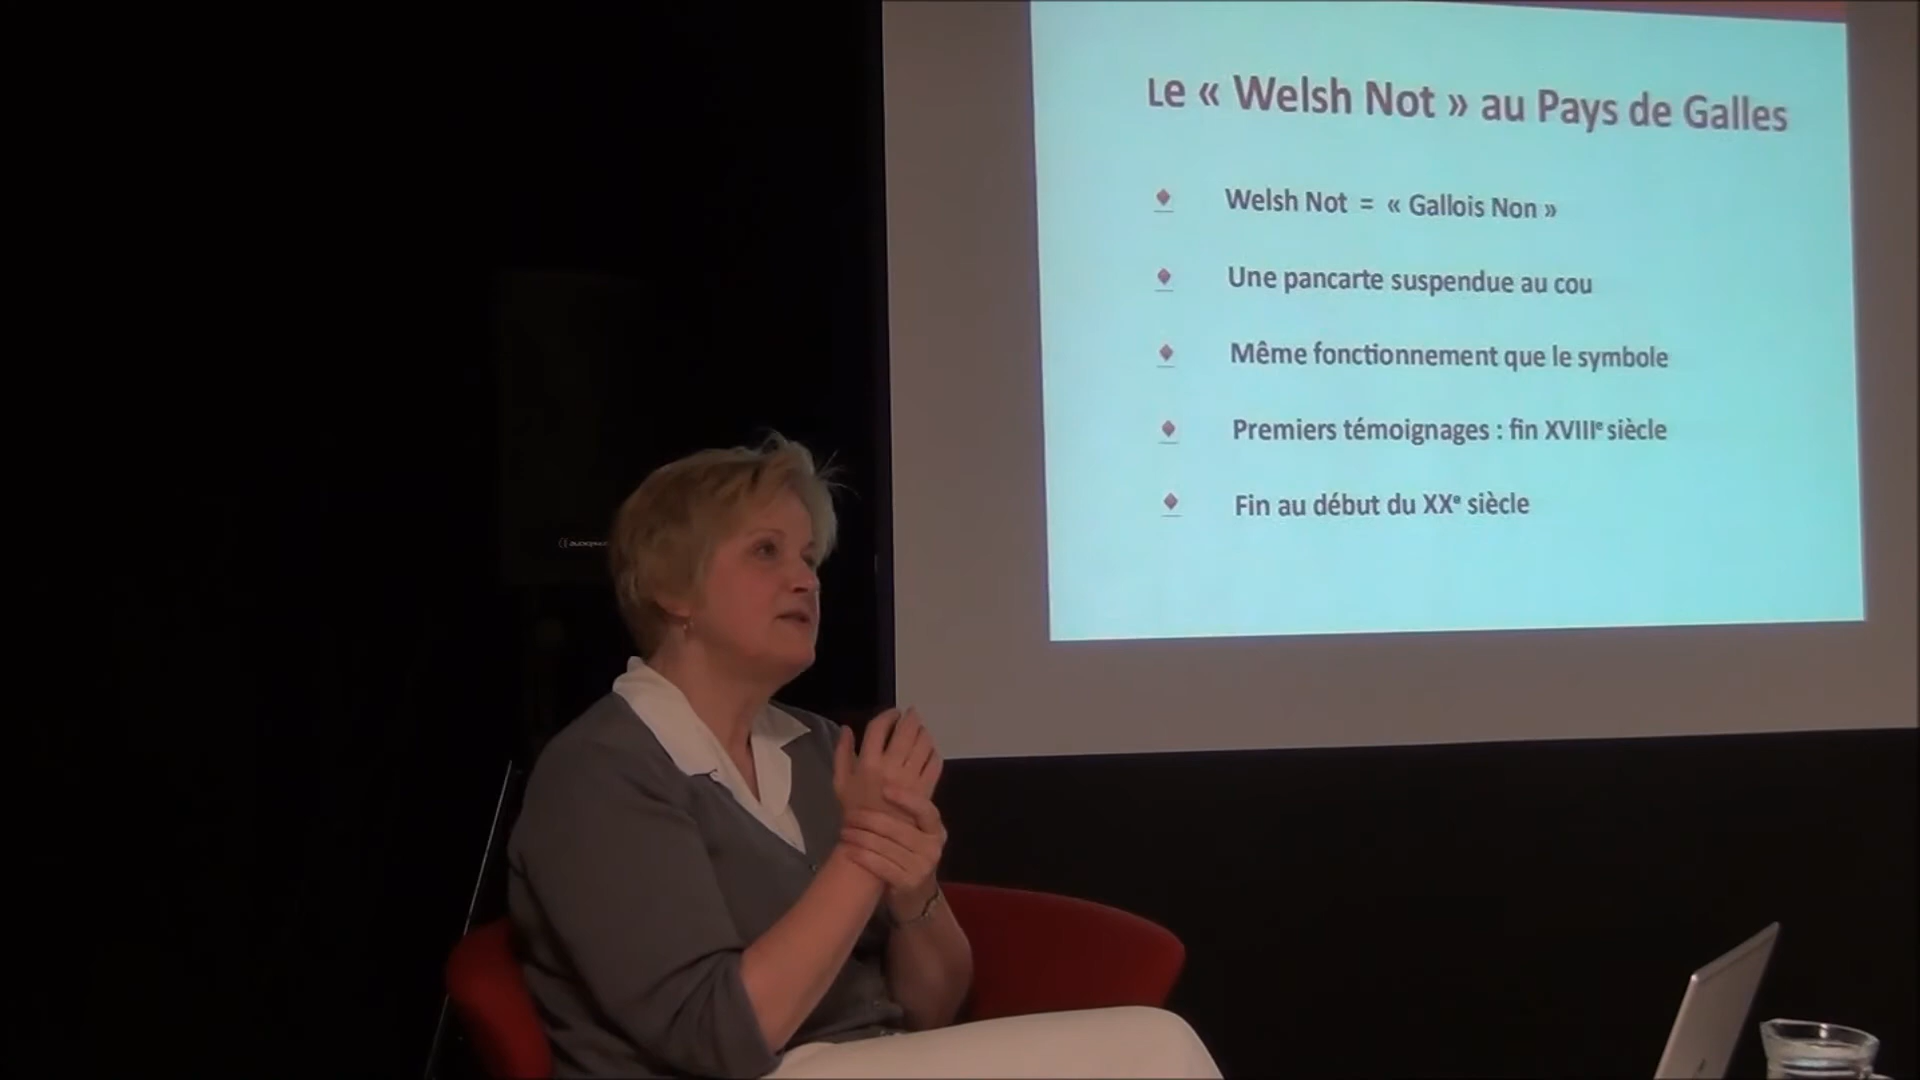 Le « Welsh Not » au Pays de Galles
Welsh Not = « Gallois Non »
Une pancarte suspendue au cou
Même fonctionnement que le symbole
Premiers témoignages : fin XVIIIᵉ siècle
Fin au début du XXᵉ siècle